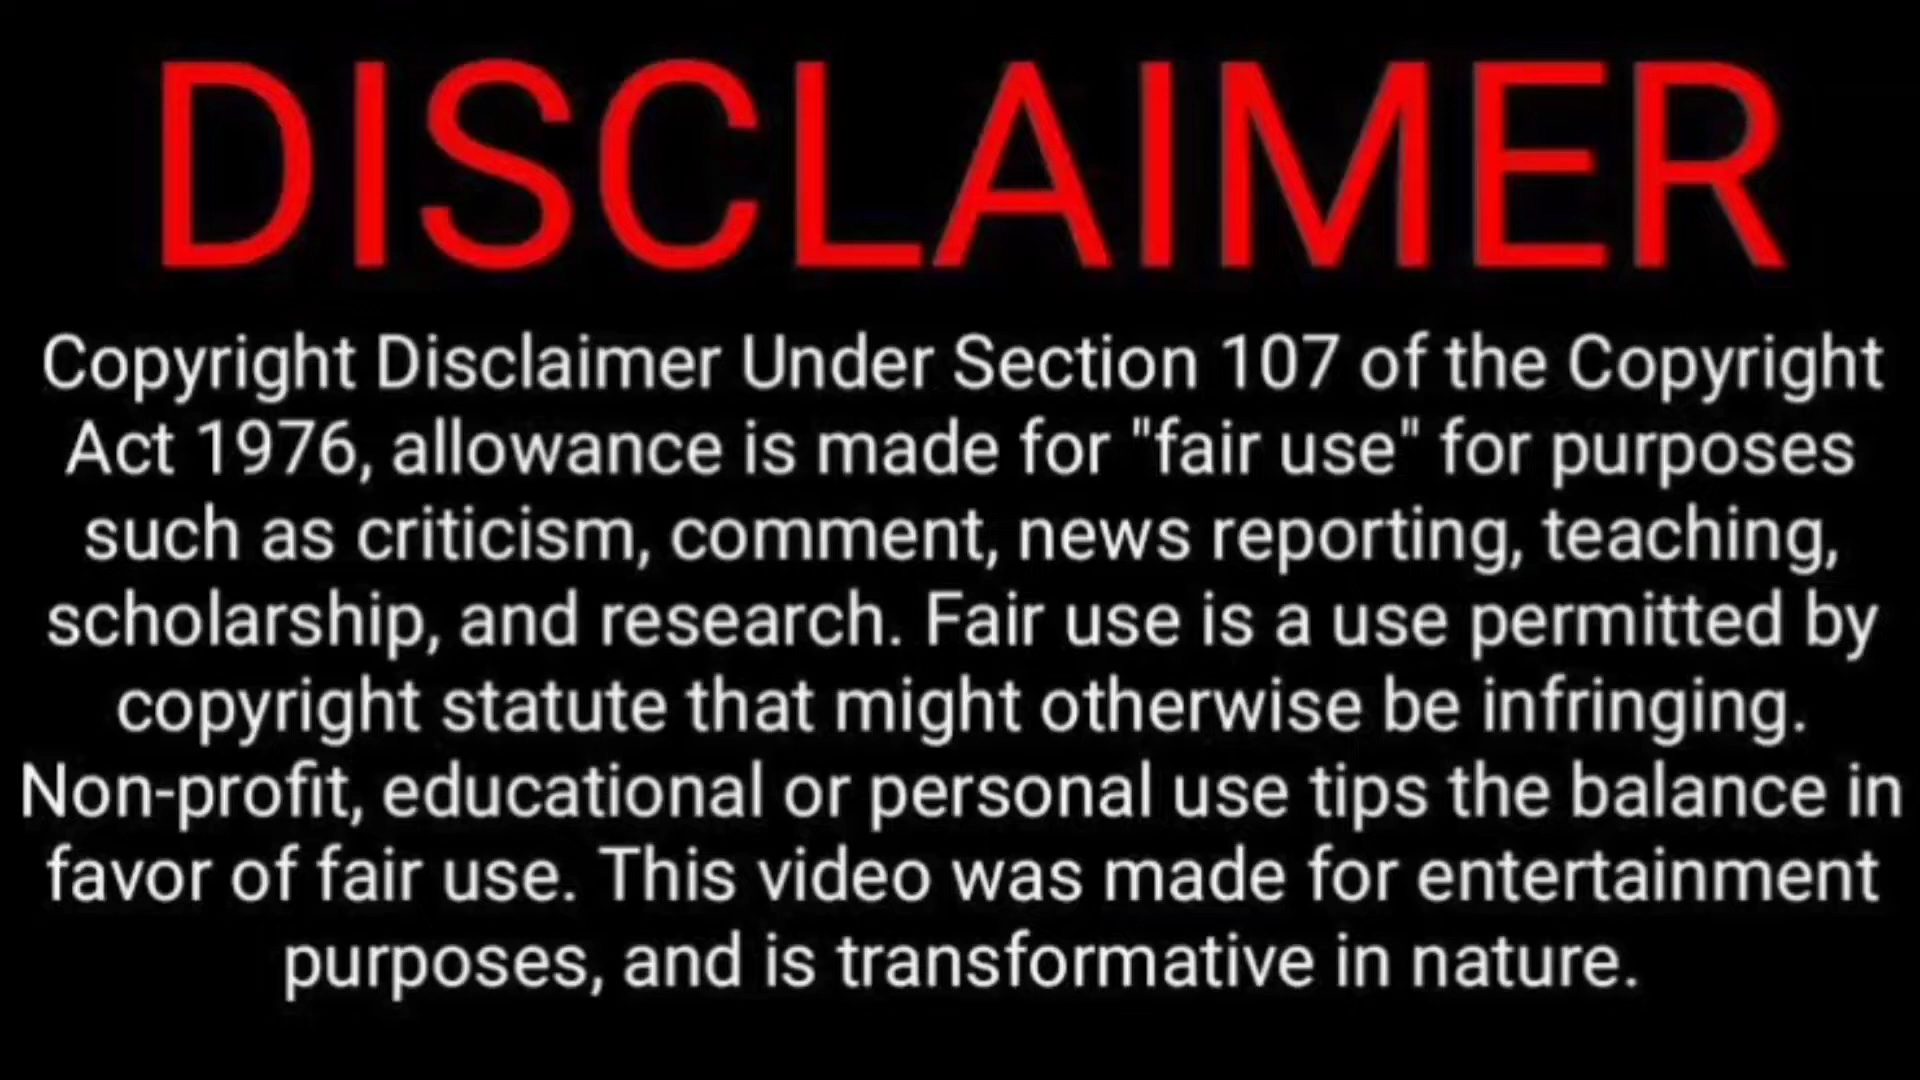 DISCLAIMER
Copyright Disclaimer Under Section 107 of the Copyright
Act 1976, allowance is made for "fair use" for purposes
such as criticism, comment, news reporting, teaching,
scholarship, and research. Fair use is a use permitted by
copyright statute that might otherwise be infringing.
Non-profit, educational or personal use tips the balance in
favor of fair use. This video was made for entertainment
purposes, and is transformative in nature.